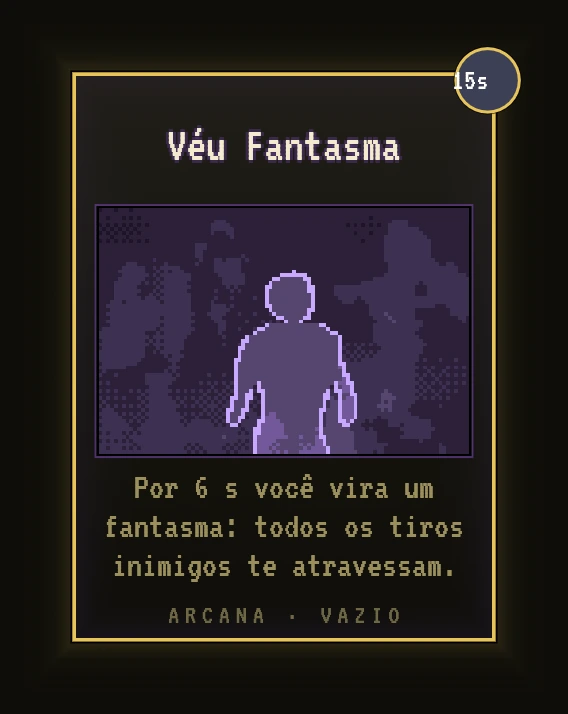 15s
Véu Fantasma
Por 6 s você vira um
fantasma: todos os tiros
inimigos te atravessam.
ARCANA · VAZIO